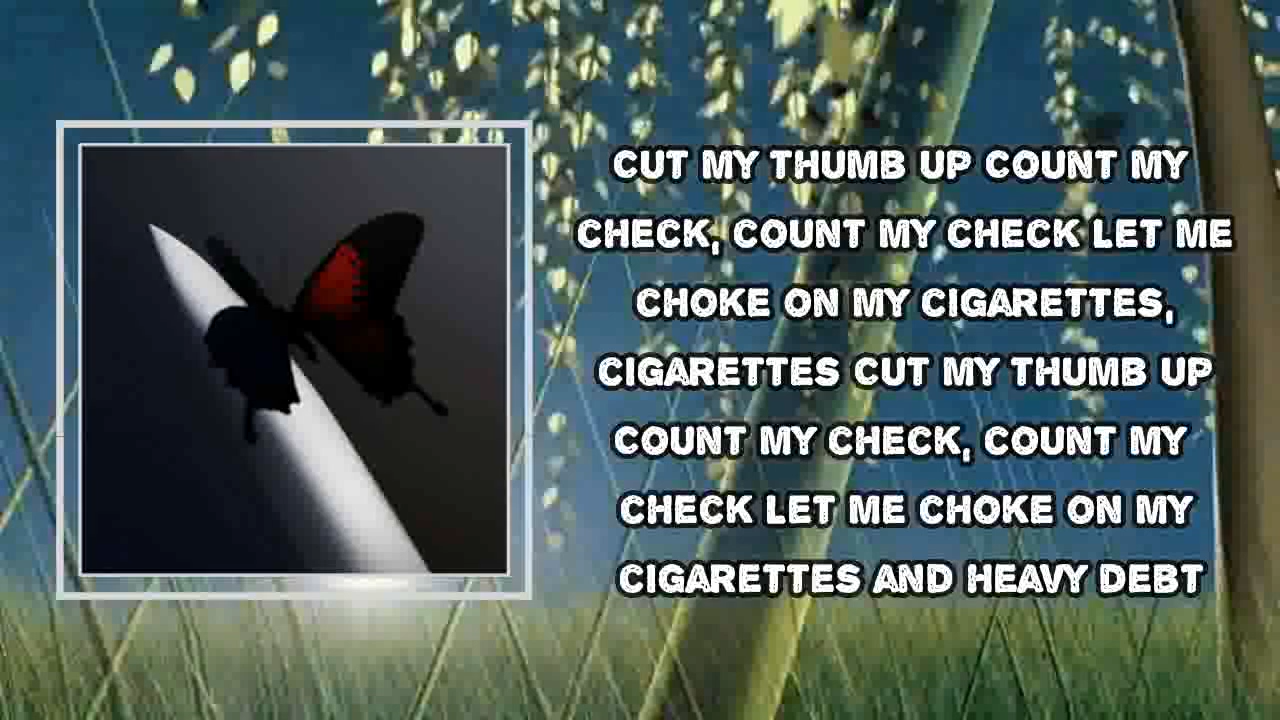 CUT MY THUMB UP COUNT MY
CHECK, COUNT MY CHECK LET ME
CHOKE ON MY CIGARETTES,
CIGARETTES CUT MY THUMB UP
COUNT MY CHECK, COUNT MY
CHECK LET ME CHOKE ON MY
CIGARETTES AND HEAVY DEBT